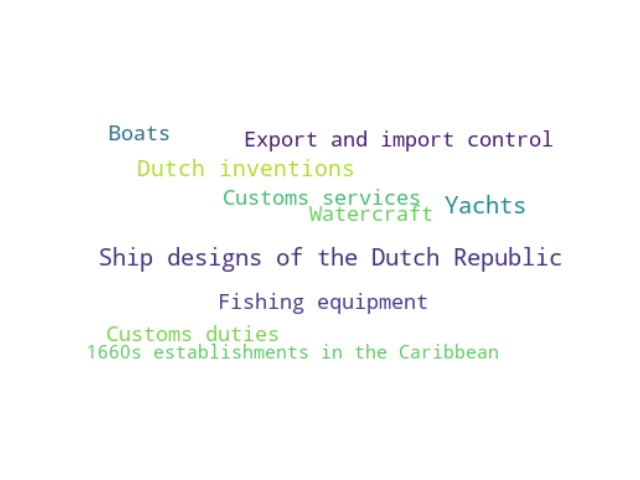 Boats
Export and import control
Dutch inventions
Customs services
Yachts
Watercraft
Ship designs of the Dutch Republic
Fishing equipment
Customs duties
1660s establishments in the Caribbean